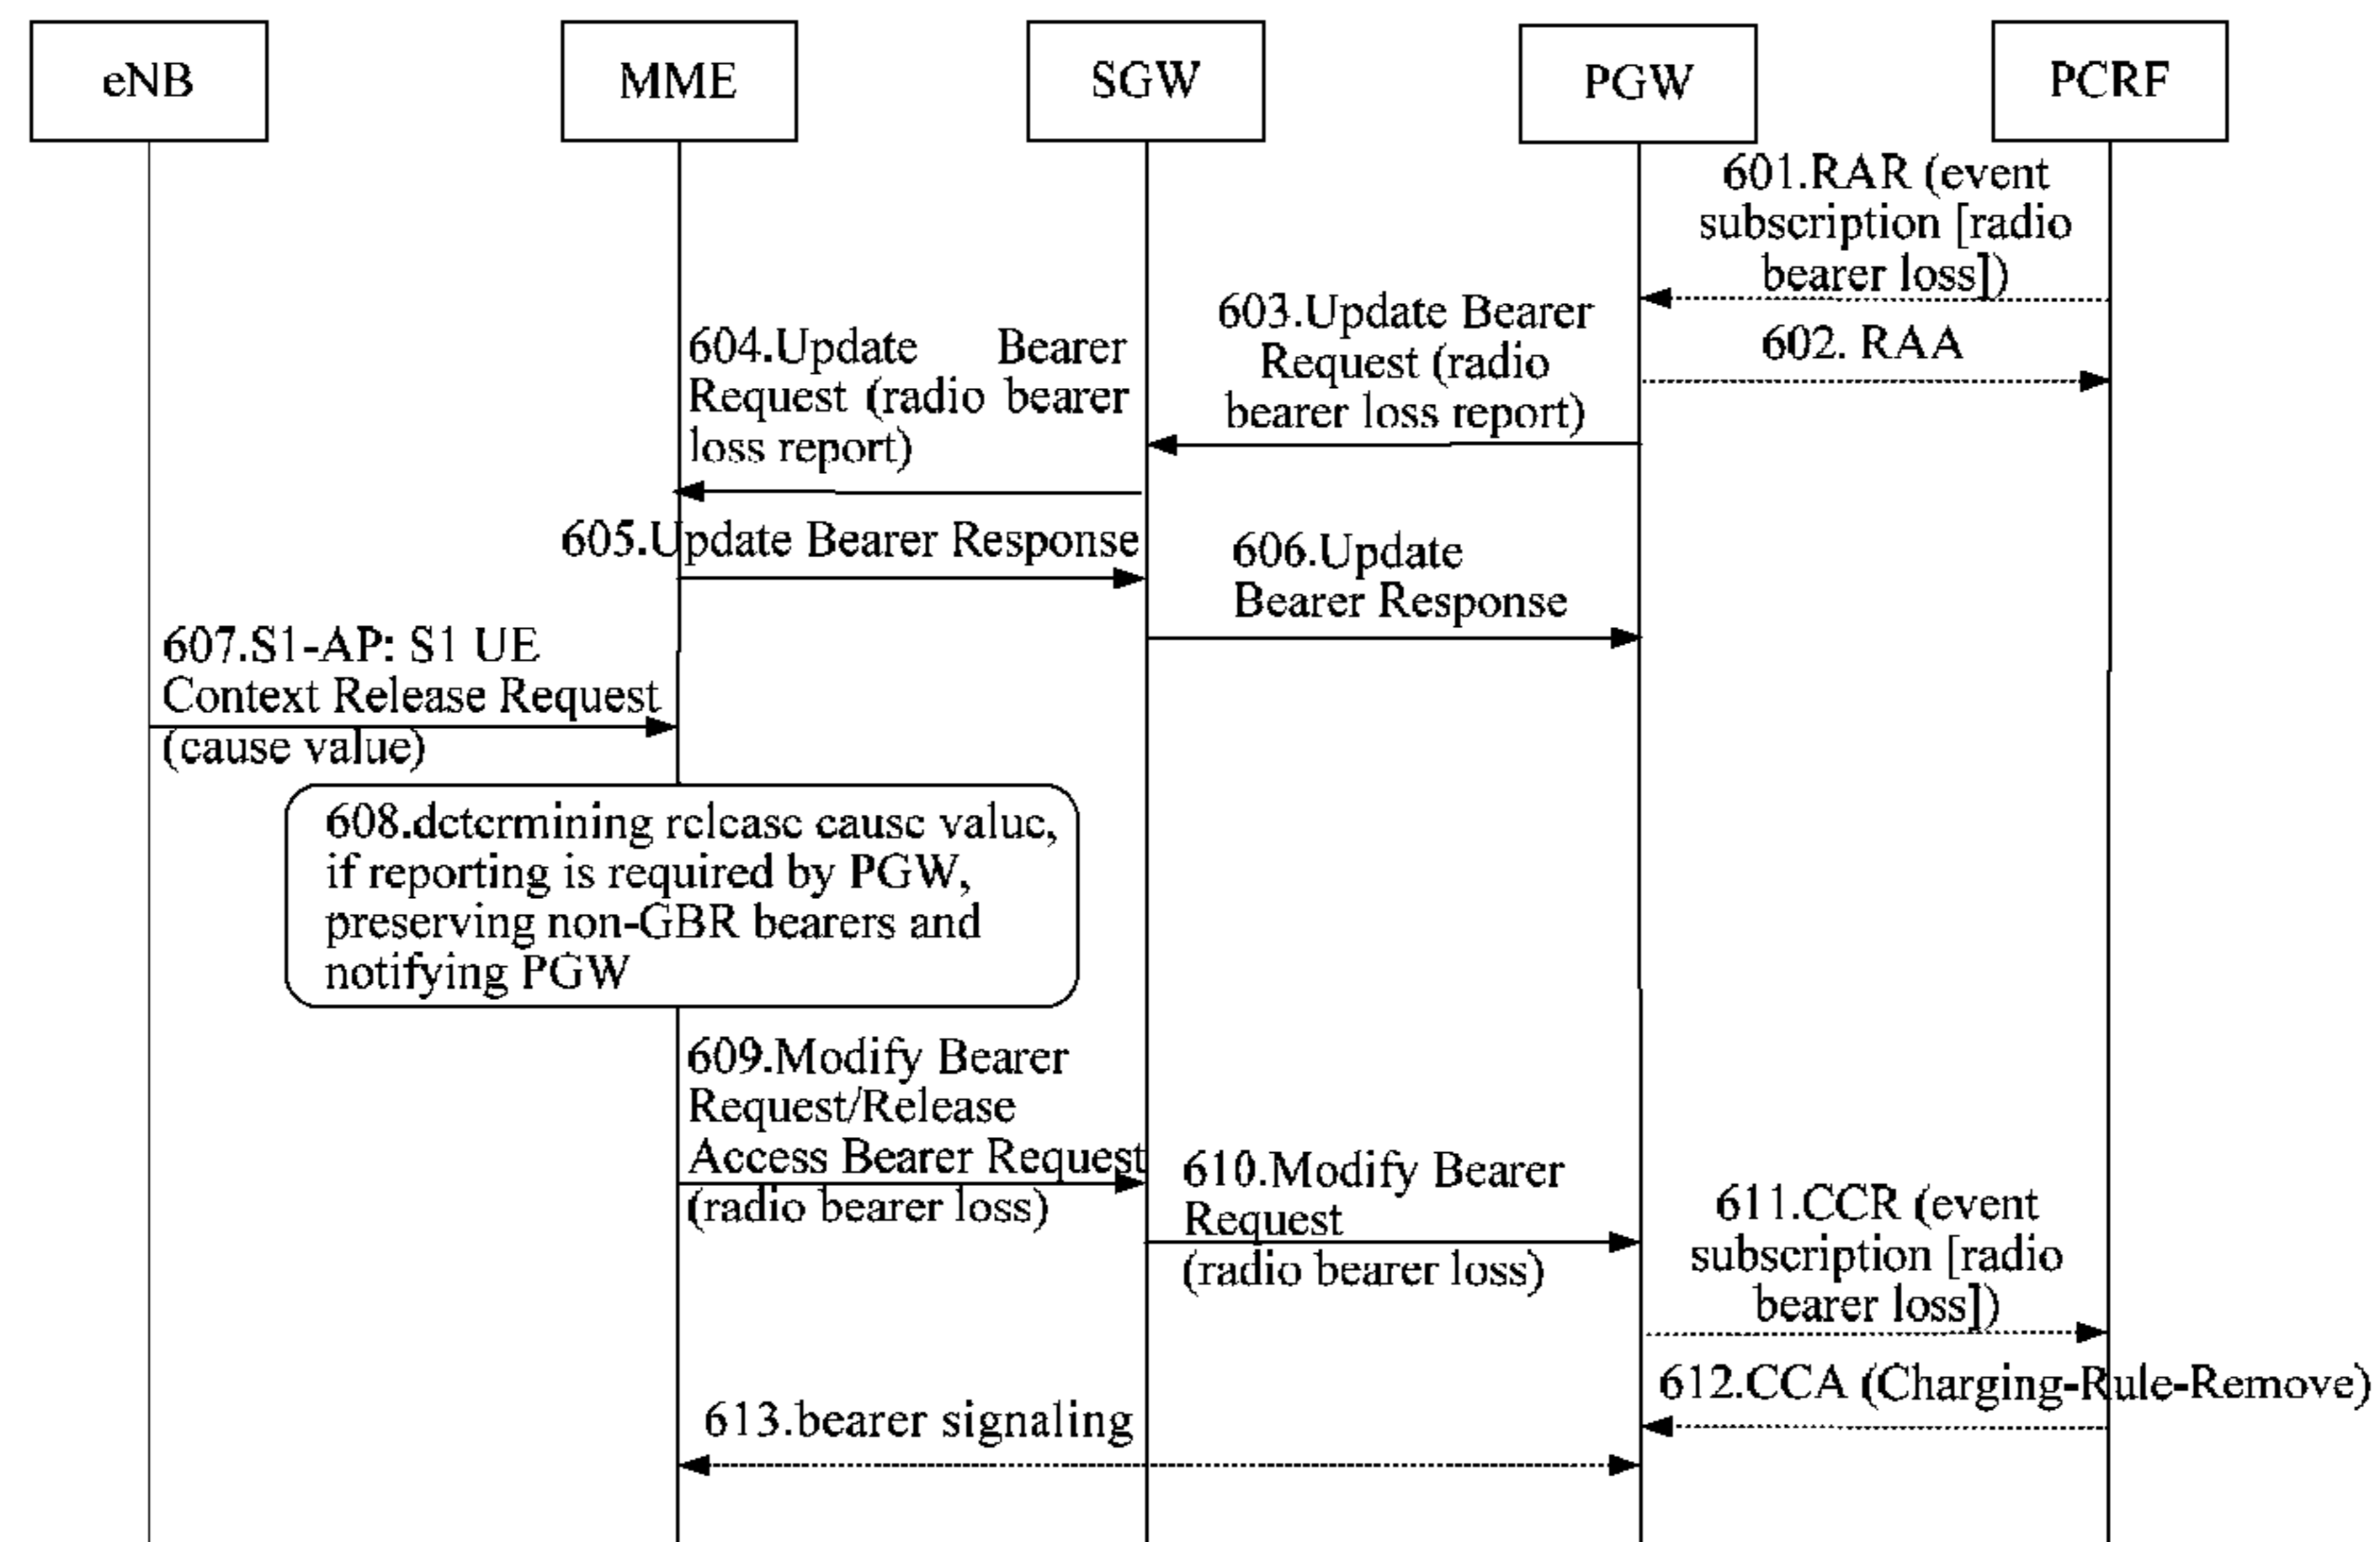 eNB
MME
SGW
PGW
PCRF
601.RAR (event
subscription [radio
bearer loss])
602. RAA
603.Update Bearer
Request (radio
bearer loss report)
604.Update Bearer
Request (radio bearer
loss report)
605.Update Bearer Response
606.Update
Bearer Response
607.S1-AP: S1 UE
Context Release Request
(cause value)
608.determining release cause value,
if reporting is required by PGW,
preserving non-GBR bearers and
notifying PGW
609.Modify Bearer
Request/Release
Access Bearer Request
(radio bearer loss)
610.Modify Bearer
Request
(radio bearer loss)
611.CCR (event
subscription [radio
bearer loss])
612.CCA (Charging-Rule-Remove)
613.bearer signaling